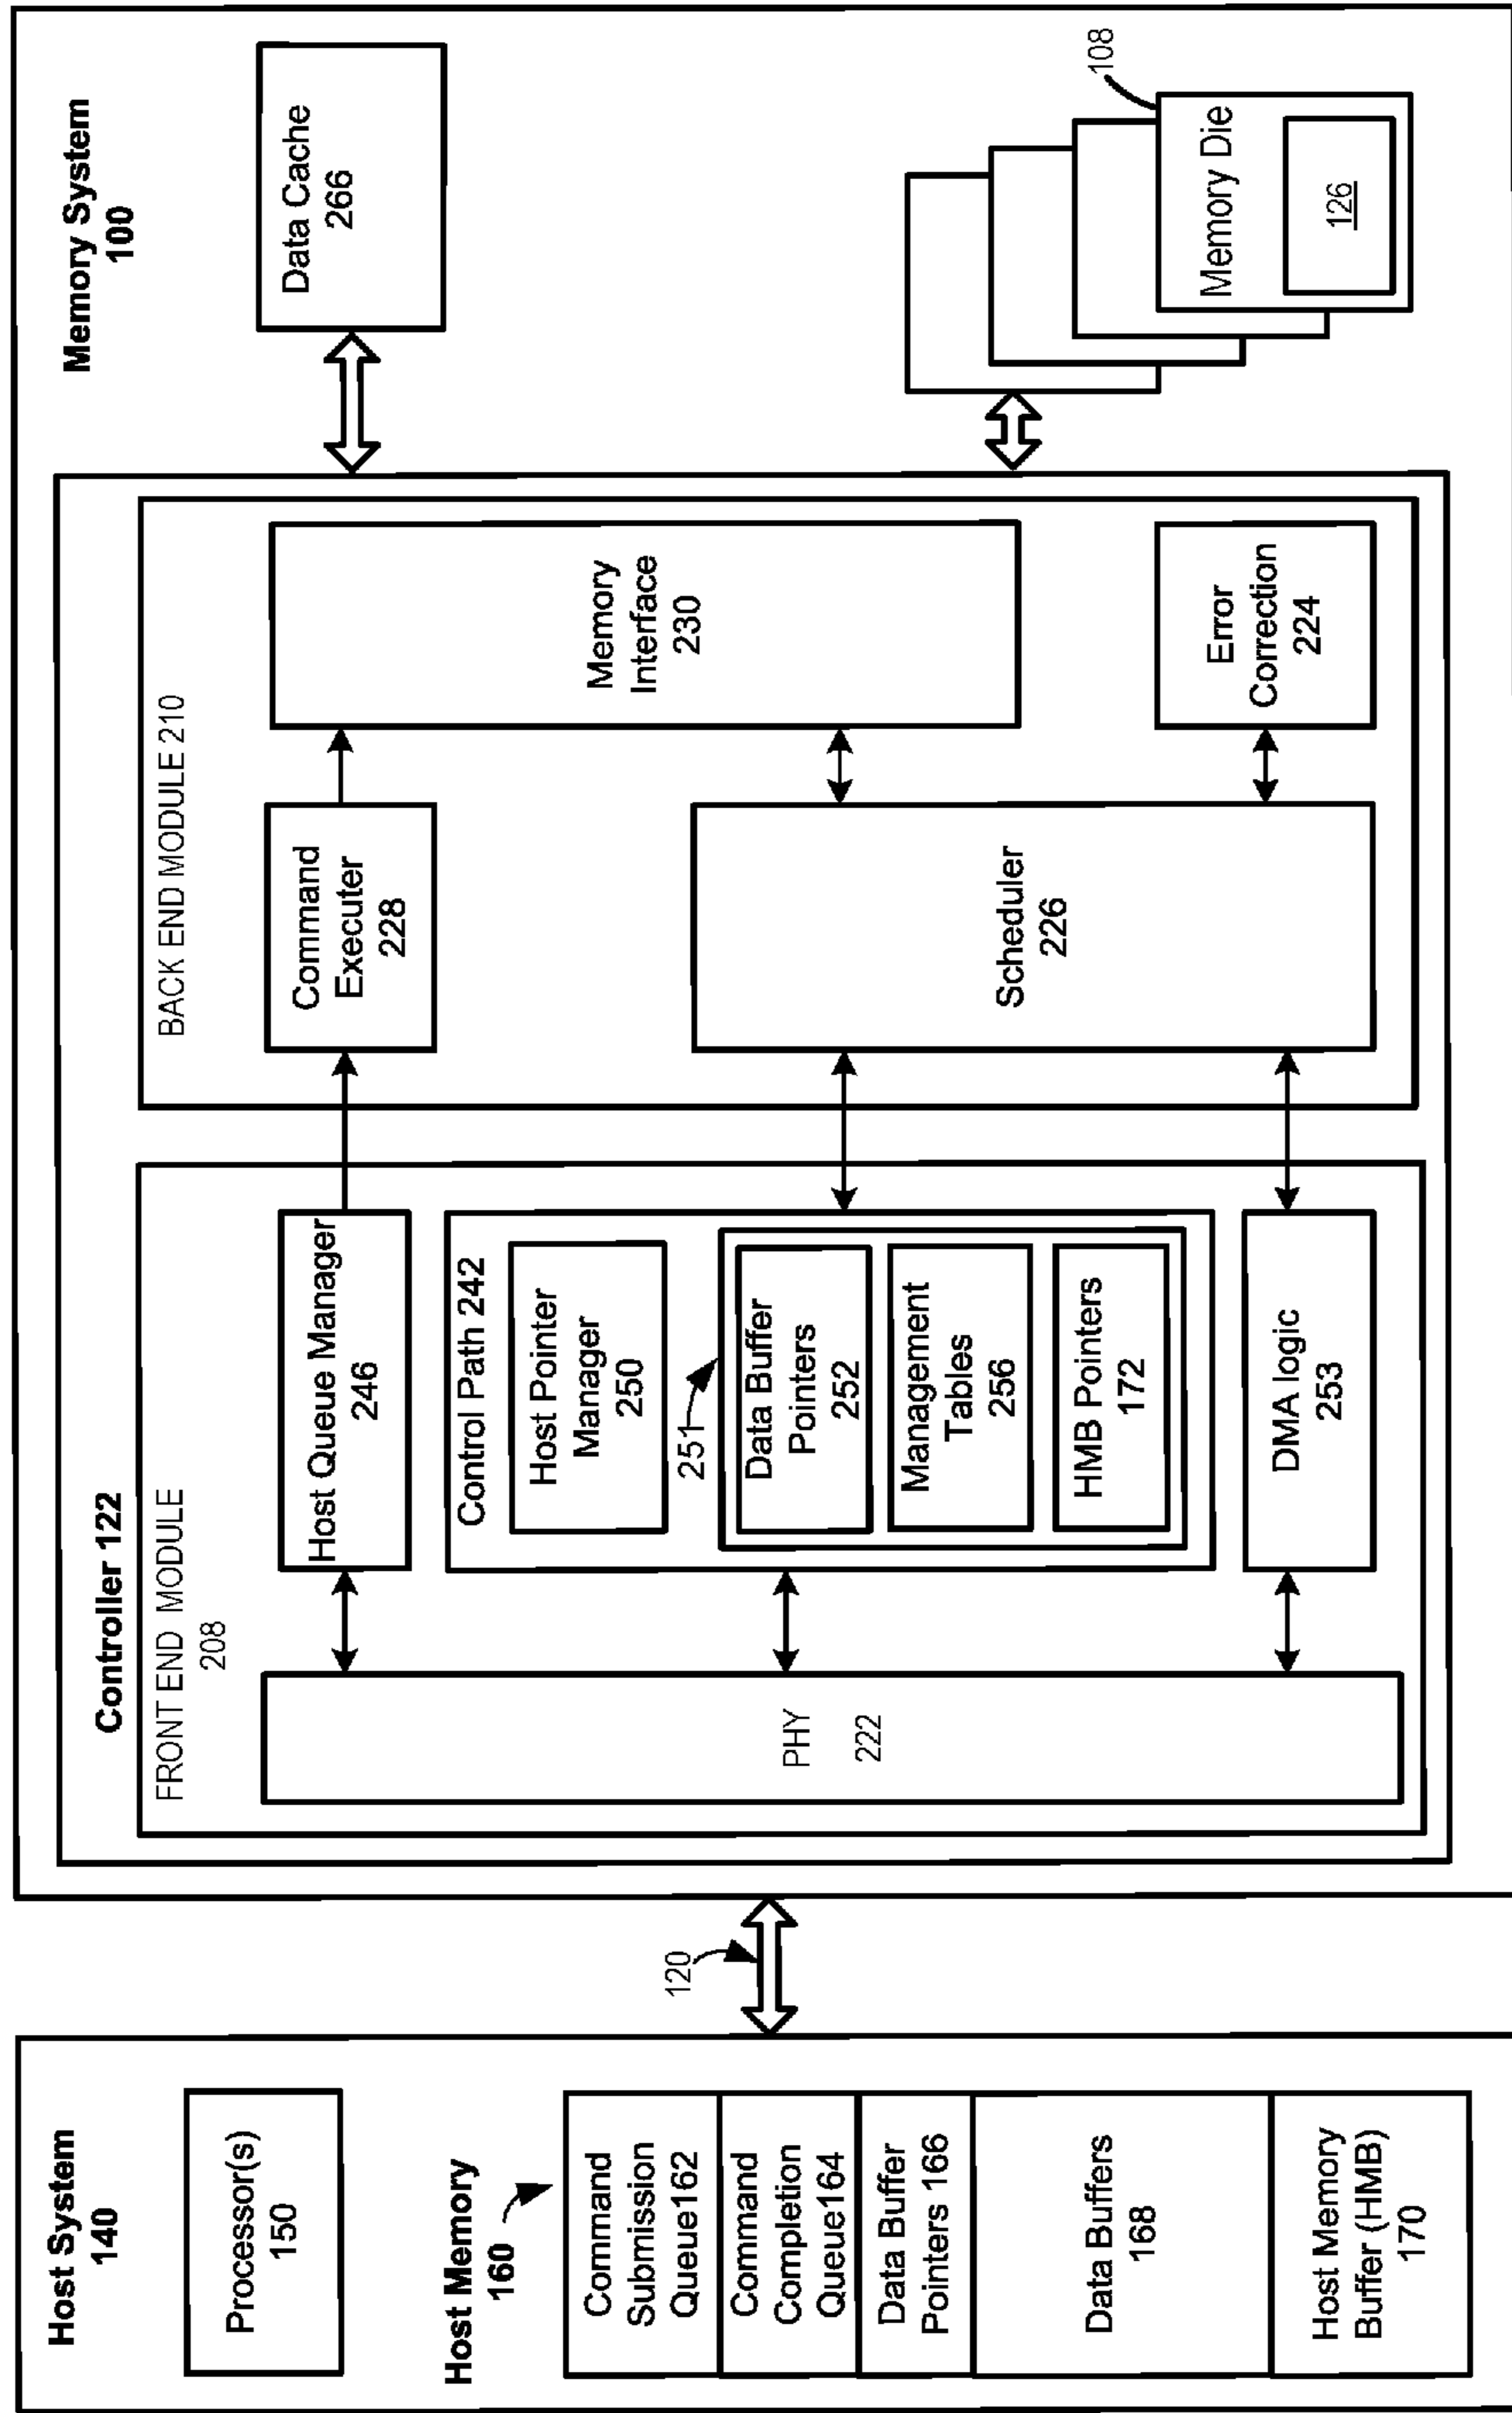 Host System
140
Processor(s)
150
Host Memory
160
Command
Submission
Queue162
Command
Completion
Queue164
Data Buffer
Pointers 166
Data Buffers
168
Host Memory
Buffer (HMB)
170
120
Memory System
100
Controller 122
FRONT END MODULE
208
PHY
222
Host Queue Manager
246
Control Path 242
Host Pointer
Manager
250
251
Data Buffer
Pointers
252
Management
Tables
256
HMB Pointers
172
DMA logic
253
BACK END MODULE 210
Command
Executer
228
Scheduler
226
Memory
Interface
230
Error
Correction
224
Data Cache
266
108
Memory Die
126